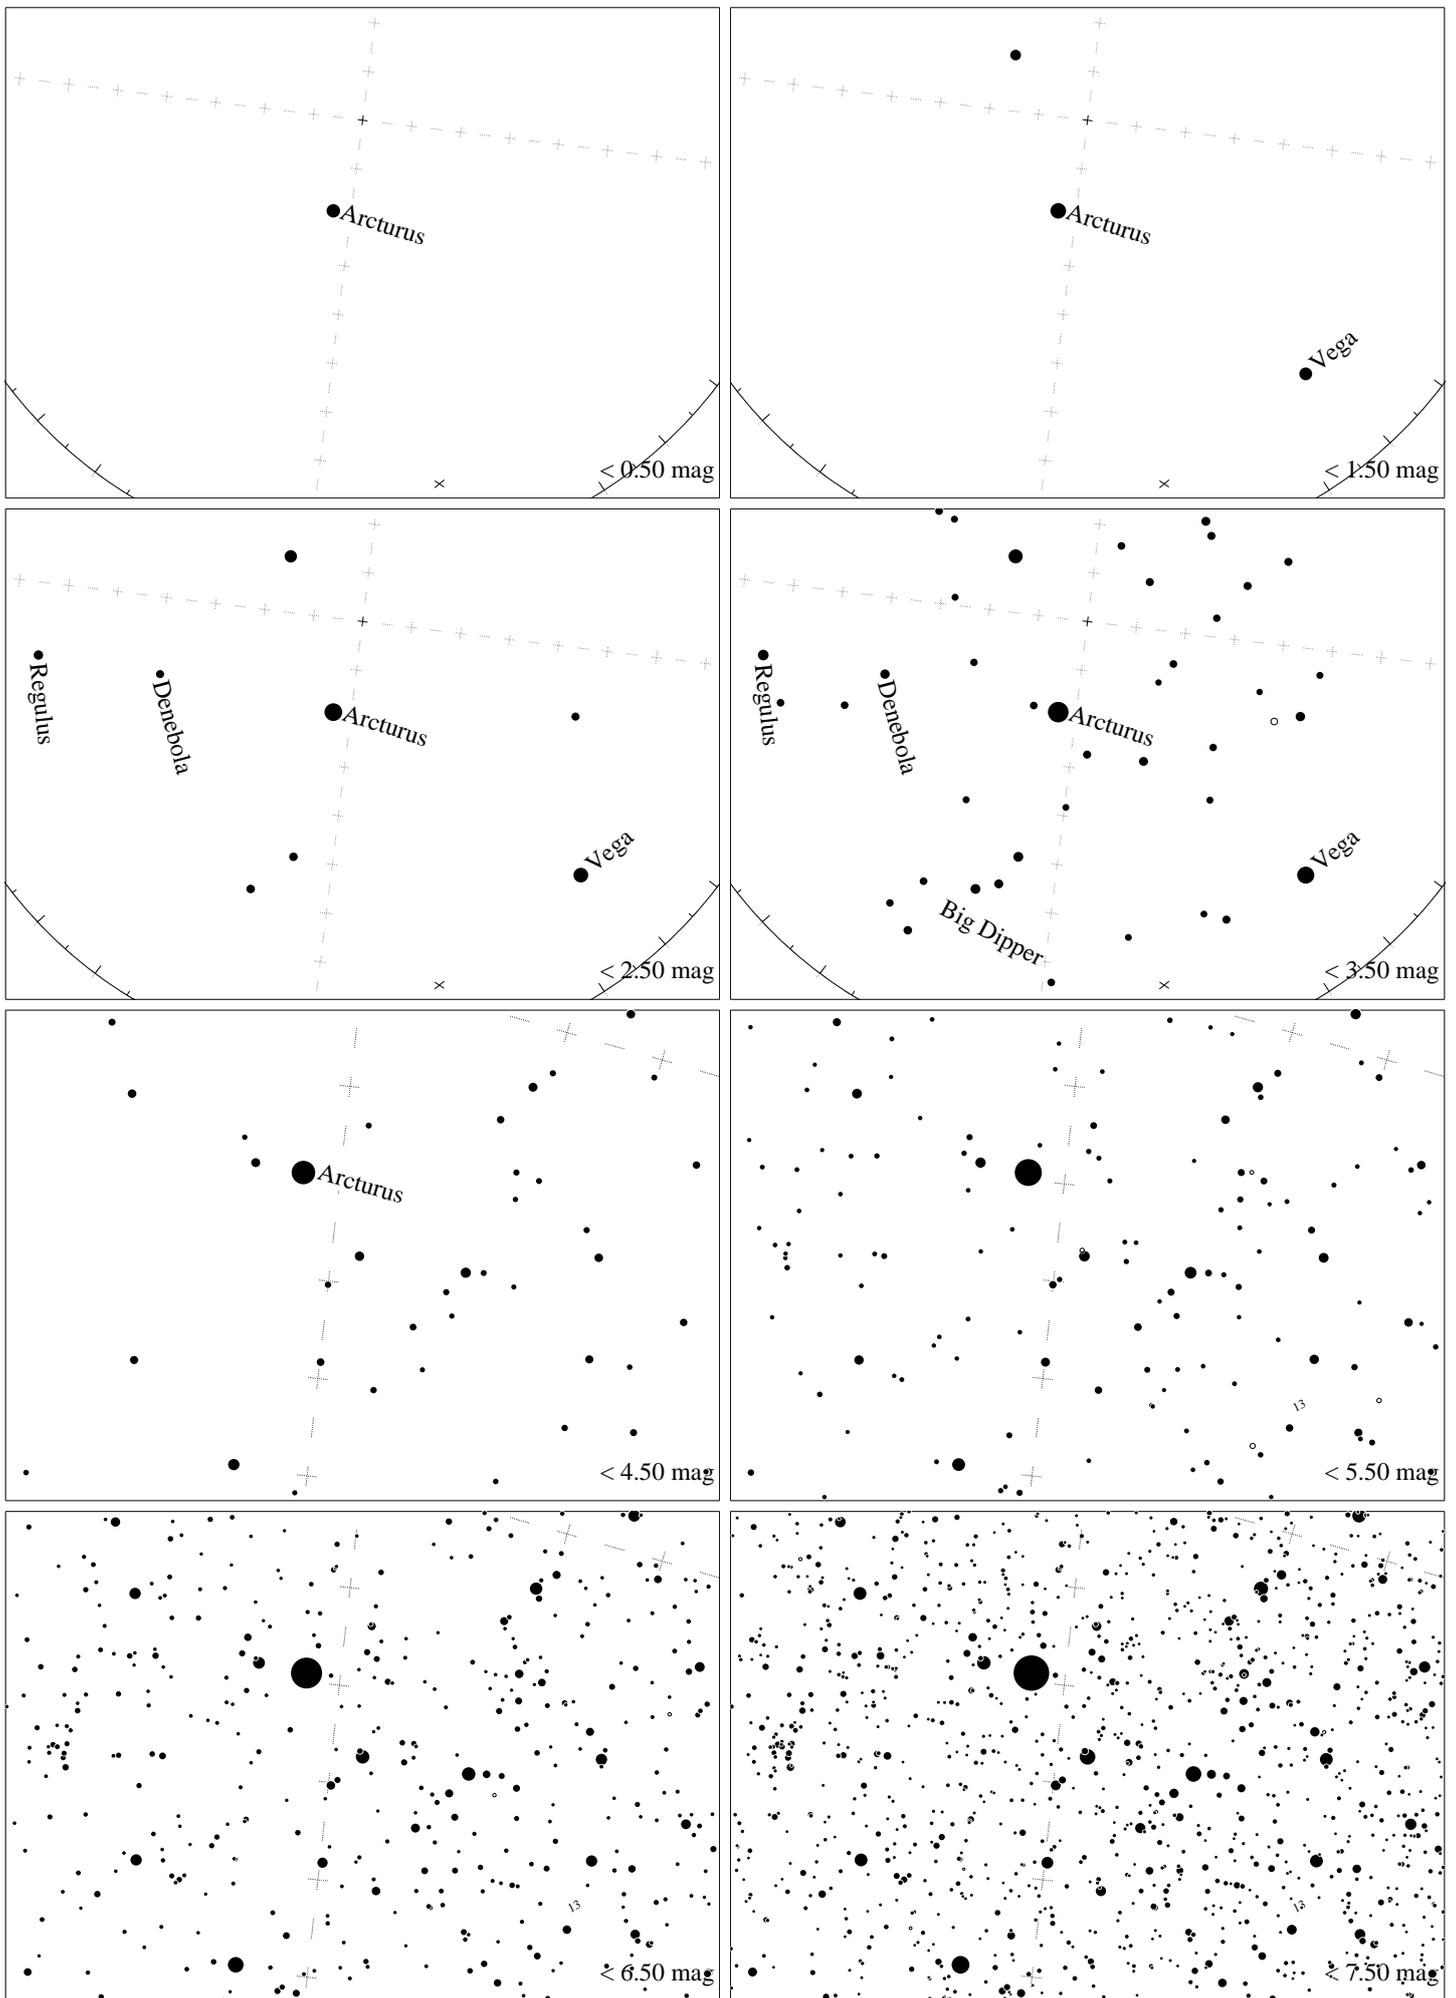 Arcturus
< 0.50 mag
Arcturus
Vega
< 1.50 mag
Regulus
Denebola
Arcturus
Vega
< 2.50 mag
Regulus
Denebola
Arcturus
Vega
Big Dipper
< 3.50 mag
Arcturus
< 4.50 mag
13
< 5.50 mag
13
< 6.50 mag
13
< 7.50 mag